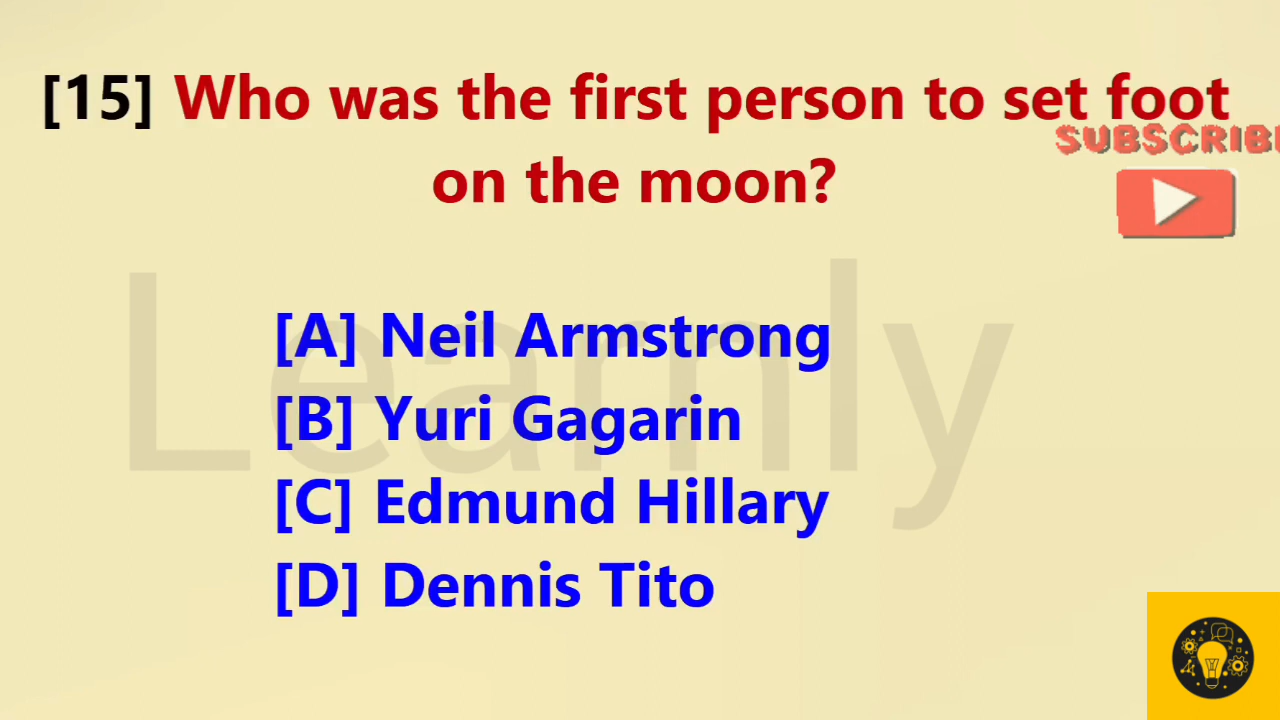 [15] Who was the first person to set foot
on the moon?
SUBSCRIBE
[A] Neil Armstrong
[B] Yuri Gagarin
[C] Edmund Hillary
[D] Dennis Tito
Learnly